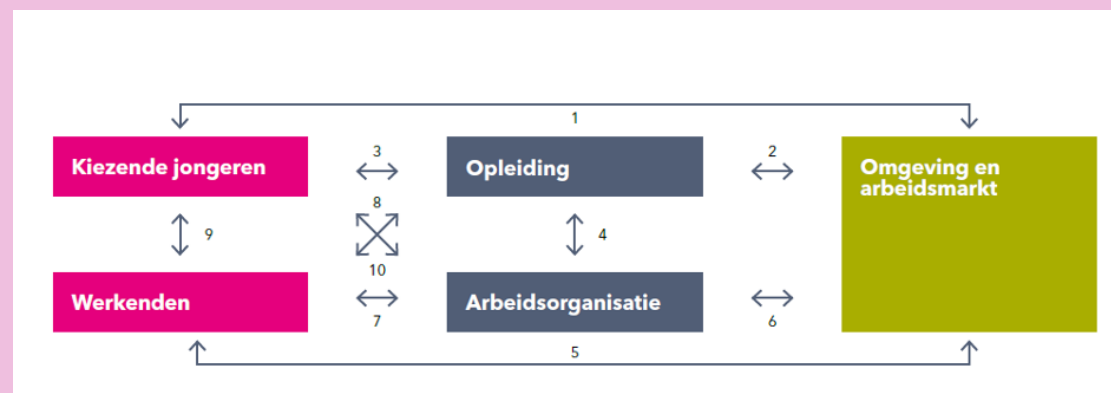 1
Kiezende jongeren
3
Opleiding
2
Omgeving en
arbeidsmarkt
8
9
4
10
Werkenden
7
Arbeidsorganisatie
6
5